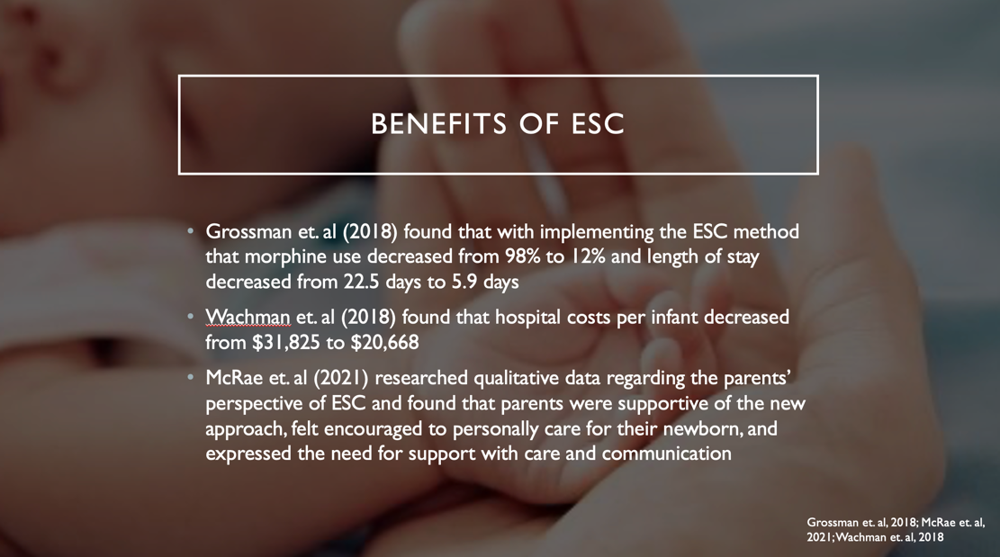 BENEFITS OF ESC
• Grossman et. al (2018) found that with implementing the ESC method
that morphine use decreased from 98% to 12% and length of stay
decreased from 22.5 days to 5.9 days
• Wachman et. al (2018) found that hospital costs per infant decreased
from $31,825 to $20,668
• McRae et. al (2021) researched qualitative data regarding the parents’
perspective of ESC and found that parents were supportive of the new
approach, felt encouraged to personally care for their newborn, and
expressed the need for support with care and communication
Grossman et. al, 2018; McRae et. al,
2021; Wachman et. al, 2018